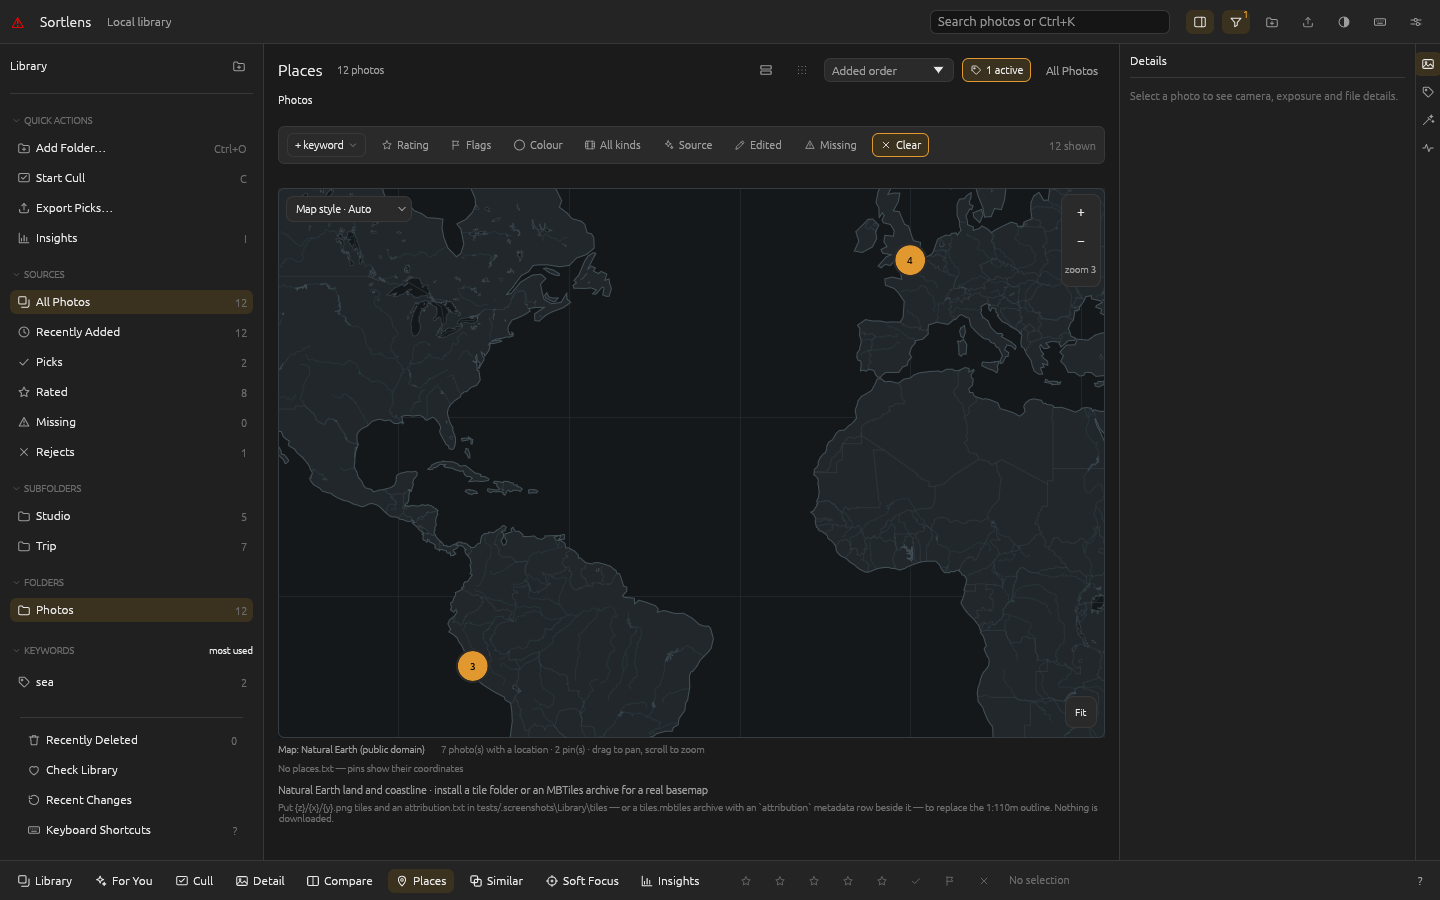 Sortlens Local library
Search photos or Ctrl+K
1
Library
QUICK ACTIONS
Add Folder... Ctrl+O
Start Cull C
Export Picks...
Insights I
SOURCES
All Photos 12
Recently Added 12
Picks 2
Rated 8
Missing 0
Rejects 1
SUBFOLDERS
Studio 5
Trip 7
FOLDERS
Photos 12
KEYWORDS most used
sea 2
Recently Deleted 0
Check Library
Recent Changes
Keyboard Shortcuts ?
Places 12 photos
Added order
1 active
All Photos
Photos
+ keyword
Rating
Flags
Colour
All kinds
Source
Edited
Missing
Clear
12 shown
Map style · Auto
+
−
zoom 3
4
3
Fit
Map: Natural Earth (public domain) 7 photo(s) with a location · 2 pin(s) · drag to pan, scroll to zoom
No places.txt — pins show their coordinates
Natural Earth land and coastline · install a tile folder or an MBTiles archive for a real basemap
Put {z}/{x}/{y}.png tiles and an attribution.txt in tests/.screenshots\Library\tiles — or a tiles.mbtiles archive with an `attribution` metadata row beside it — to replace the 1:110m outline. Nothing is
downloaded.
Details
Select a photo to see camera, exposure and file details.
Library
For You
Cull
Detail
Compare
Places
Similar
Soft Focus
Insights
No selection
?